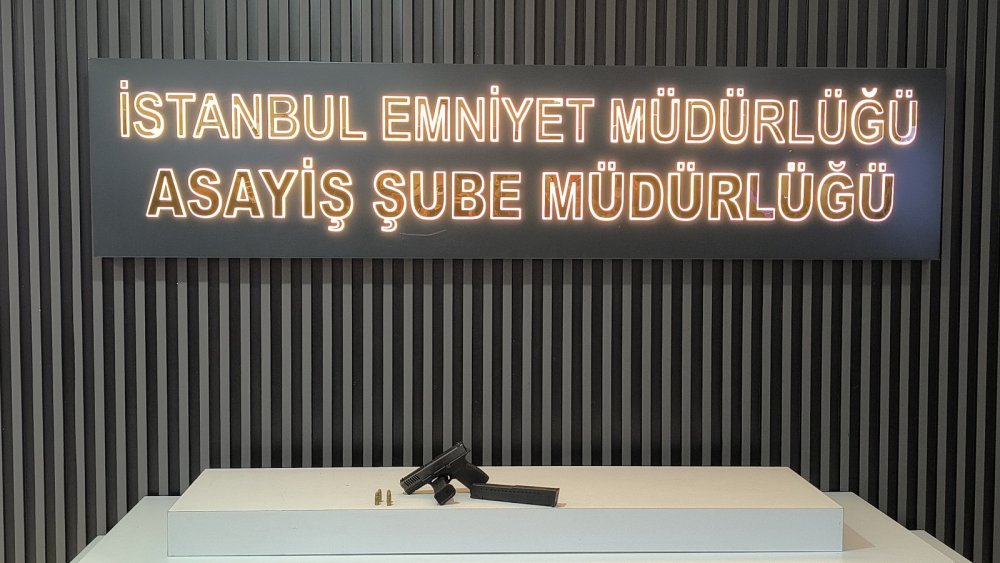 İSTANBUL EMNİYET MÜDÜRLÜĞÜ
ASAYİŞ ŞUBE MÜDÜRLÜĞÜ